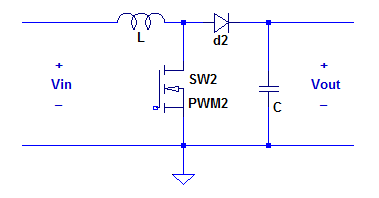 L
d2
+
Vin
–
SW2
PWM2
C
+
Vout
–